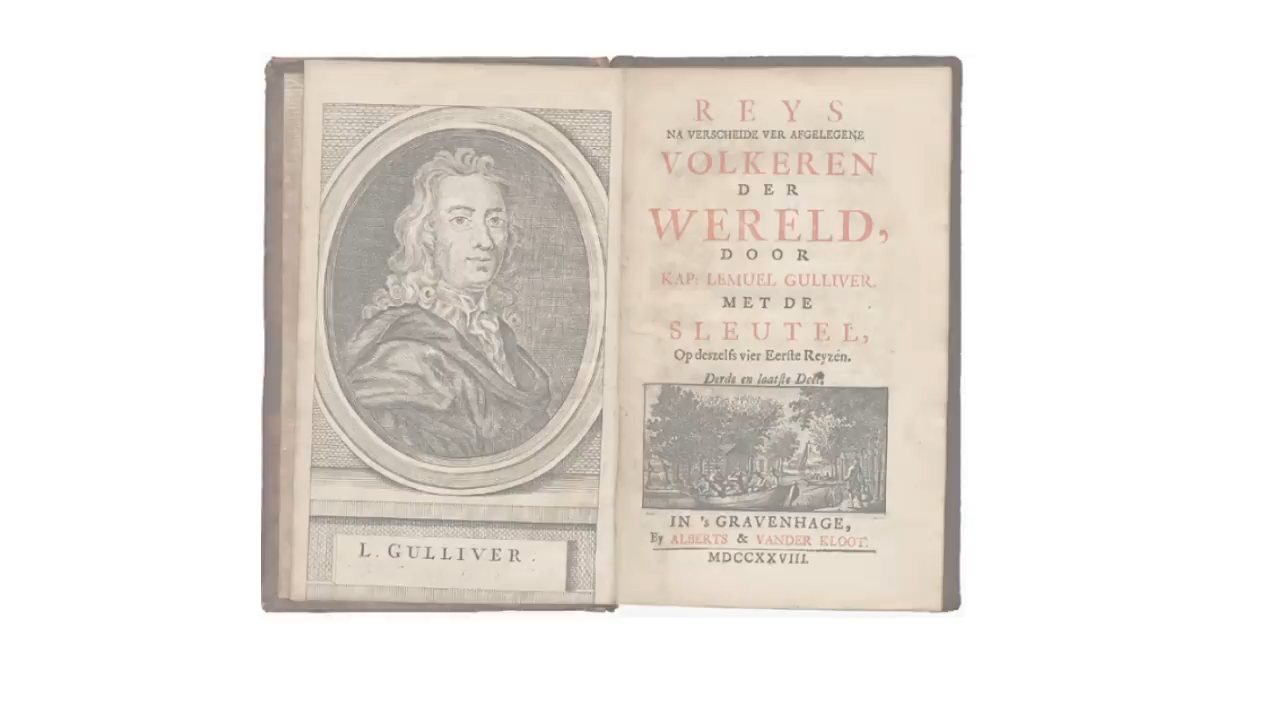 L. GULLIVER.
REYS
NA VERSCHEIDE VER AFGELEGENE
VOLKEREN
DER
WERELD,
DOOR
KAP: LEMUEL GULLIVER.
MET DE
SLEUTEL,
Op deszelfs vier Eerſte Reyzen.
Derde en laatſte Deel.
IN 's GRAVENHAGE,
By ALBERTS & VANDER KLOOT.
MDCCXXVIII.